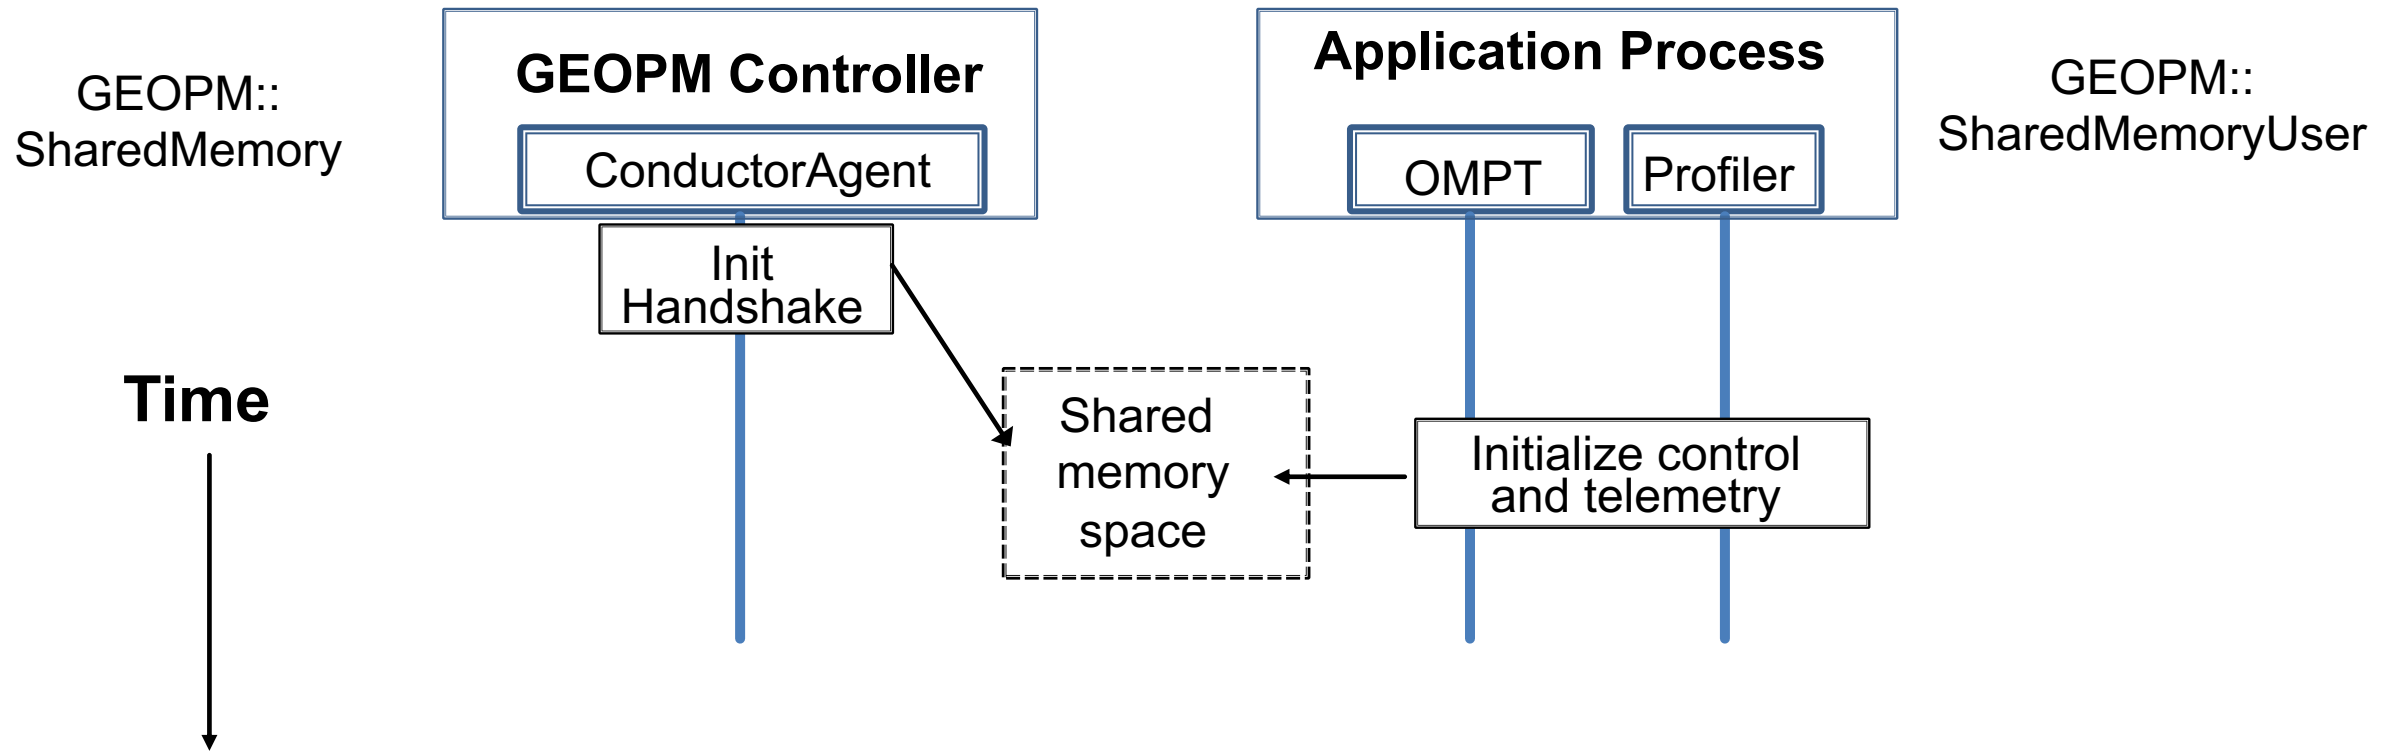 GEOPM::
SharedMemory
GEOPM Controller
ConductorAgent
Application Process
OMPT
Profiler
GEOPM::
SharedMemoryUser
Init
Handshake
Time
Shared
memory
space
Initialize control
and telemetry